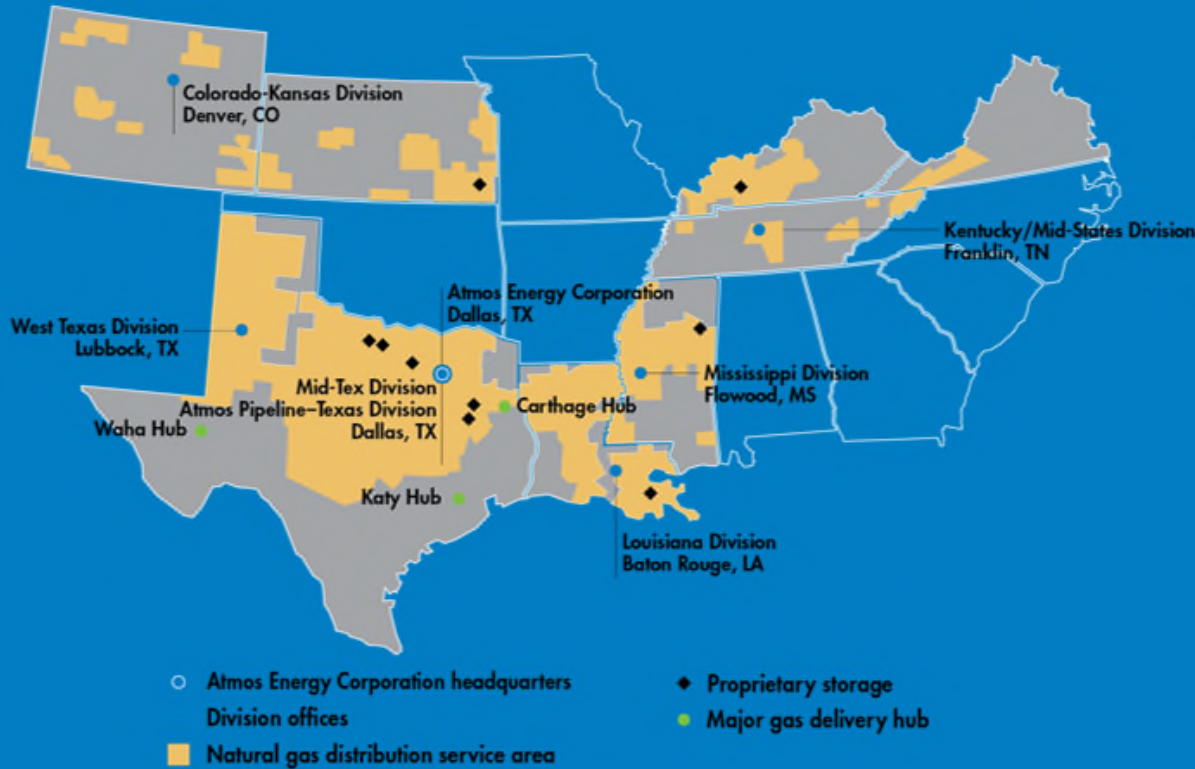 Colorado-Kansas Division
Denver, CO
Kentucky/Mid-States Division
Franklin, TN
Atmos Energy Corporation
Dallas, TX
West Texas Division
Lubbock, TX
Mid-Tex Division
Atmos Pipeline–Texas Division
Dallas, TX
Mississippi Division
Flowood, MS
Carthage Hub
Waha Hub
Katy Hub
Louisiana Division
Baton Rouge, LA
Atmos Energy Corporation headquarters
Division offices
Natural gas distribution service area
Proprietary storage
Major gas delivery hub